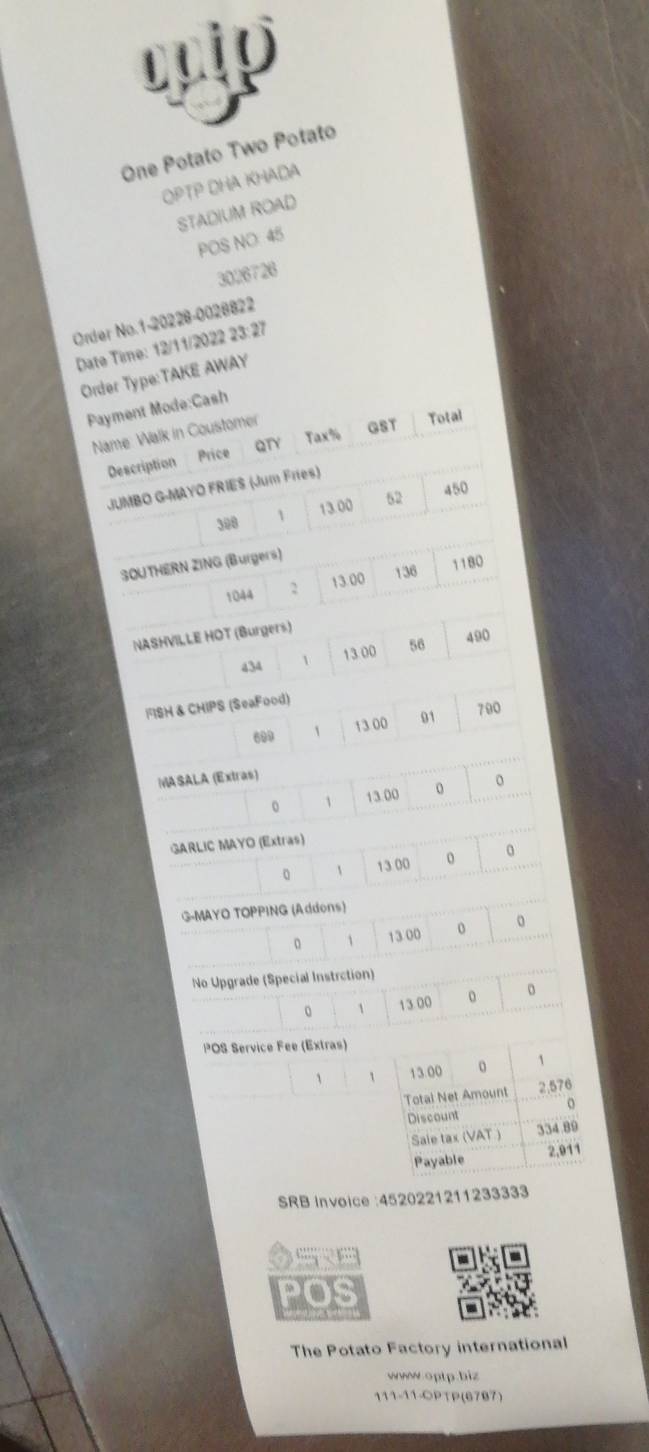 optp
One Potato Two Potato
OPTP DHA KHADA
STADIUM ROAD
POS NO: 45
3026726
Order No.1-20228-0028822
Date Time: 12/11/2022 23:27
Order Type:TAKE AWAY
Payment Mode:Cash
Name: Walk in Coustomer
Description Price QTY Tax% GST Total
JUMBO G-MAYO FRIES (Jum Fries)
398 1 13.00 52 450
SOUTHERN ZING (Burgers)
1044 2 13.00 136 1180
NASHVILLE HOT (Burgers)
434 1 13.00 56 490
FISH & CHIPS (SeaFood)
699 1 13.00 91 790
MASALA (Extras)
0 1 13.00 0 0
GARLIC MAYO (Extras)
0 1 13.00 0 0
G-MAYO TOPPING (Addons)
0 1 13.00 0 0
No Upgrade (Special Instrction)
0 1 13.00 0 0
POS Service Fee (Extras)
1 1 13.00 0 1
Total Net Amount 2,576
Discount 0
Sale tax (VAT ) 334.89
Payable 2,911
SRB Invoice :4520221211233333
SRB
POS
The Potato Factory international
www.optp.biz
111-11-OPTP(6787)